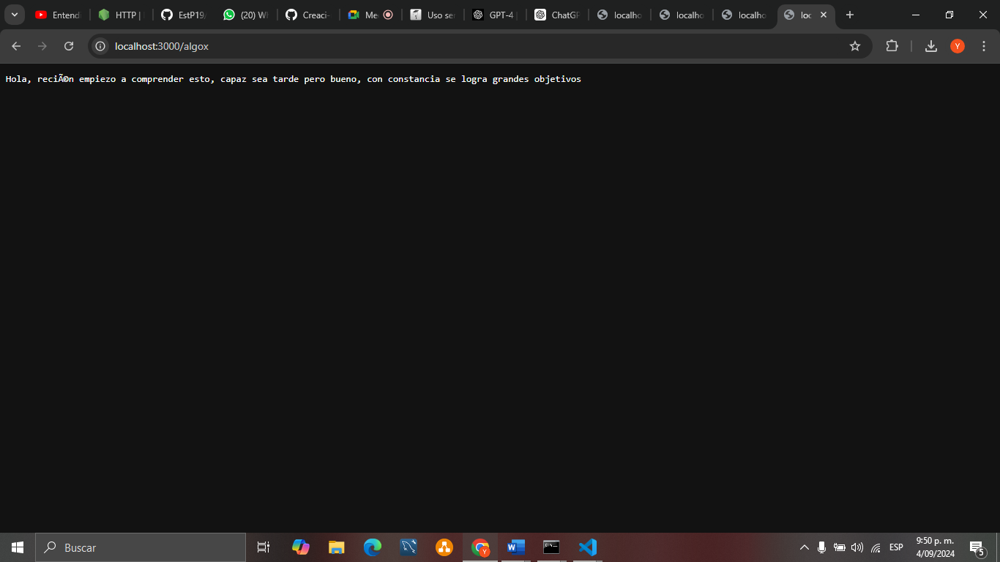 Entend
HTTP |
EstP19/
(20) Wh
Creaci-
Me
Uso ser
GPT-4 |
ChatGP
localho
localho
localho
loc
localhost:3000/algox
Y
Hola, reciÃ©n empiezo a comprender esto, capaz sea tarde pero bueno, con constancia se logra grandes objetivos
Buscar
Y
ESP
9:50 p. m.
4/09/2024
5